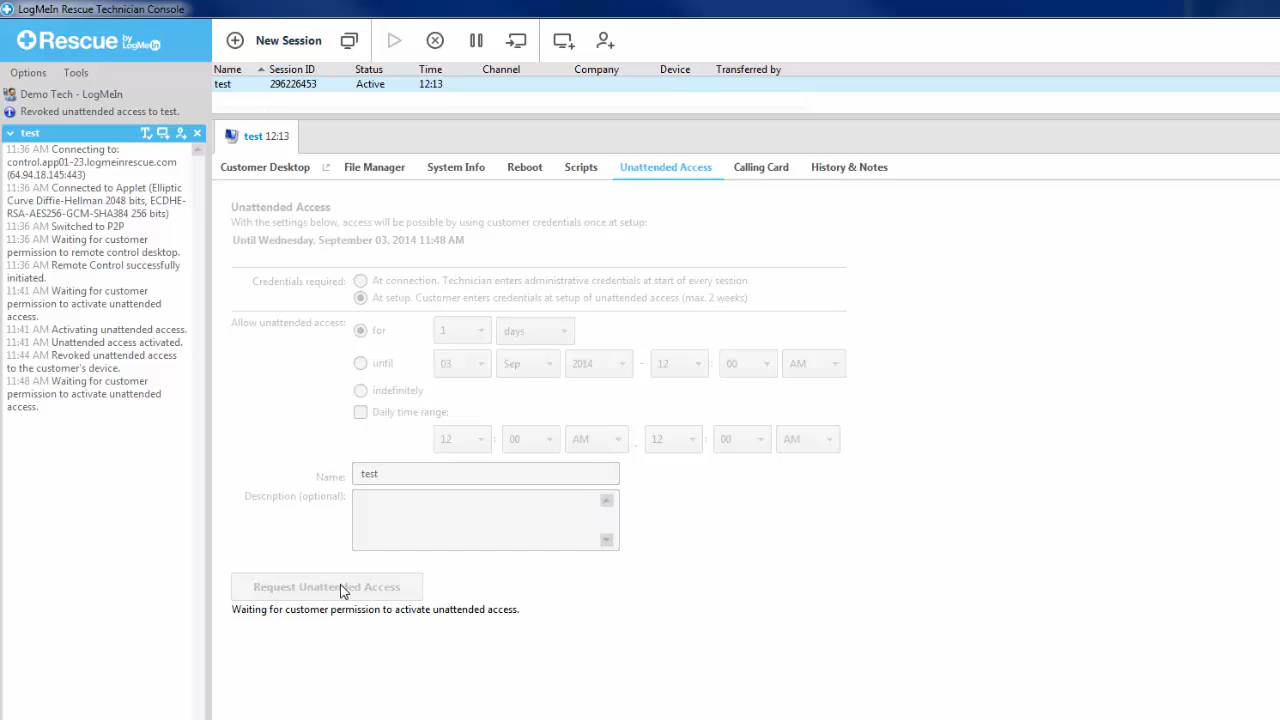 LogMeIn Rescue Technician Console
Rescue by LogMeIn
New Session
Options Tools
Demo Tech - LogMeIn
Revoked unattended access to test.
test
11:36 AM Connecting to:
control.app01-23.logmeinrescue.com
(64.94.18.145:443)
11:36 AM Connected to Applet (Elliptic
Curve Diffie-Hellman 2048 bits, ECDHE-
RSA-AES256-GCM-SHA384 256 bits)
11:36 AM Switched to P2P
11:36 AM Waiting for customer
permission to remote control desktop.
11:36 AM Remote Control successfully
initiated.
11:41 AM Waiting for customer
permission to activate unattended
access.
11:41 AM Activating unattended access.
11:41 AM Unattended access activated.
11:44 AM Revoked unattended access
to the customer's device.
11:48 AM Waiting for customer
permission to activate unattended
access.
Name Session ID Status Time Channel Company Device Transferred by
test 296226453 Active 12:13
test 12:13
Customer Desktop File Manager System Info Reboot Scripts Unattended Access Calling Card History & Notes
Unattended Access
With the settings below, access will be possible by using customer credentials once at setup:
Until Wednesday, September 03, 2014 11:48 AM
Credentials required: At connection. Technician enters administrative credentials at start of every session
At setup. Customer enters credentials at setup of unattended access (max. 2 weeks)
Allow unattended access: for 1 days
until 03 Sep 2014 - 12 : 00 AM
indefinitely
Daily time range:
12 : 00 AM - 12 : 00 AM
Name: test
Description (optional):
Request Unattended Access
Waiting for customer permission to activate unattended access.